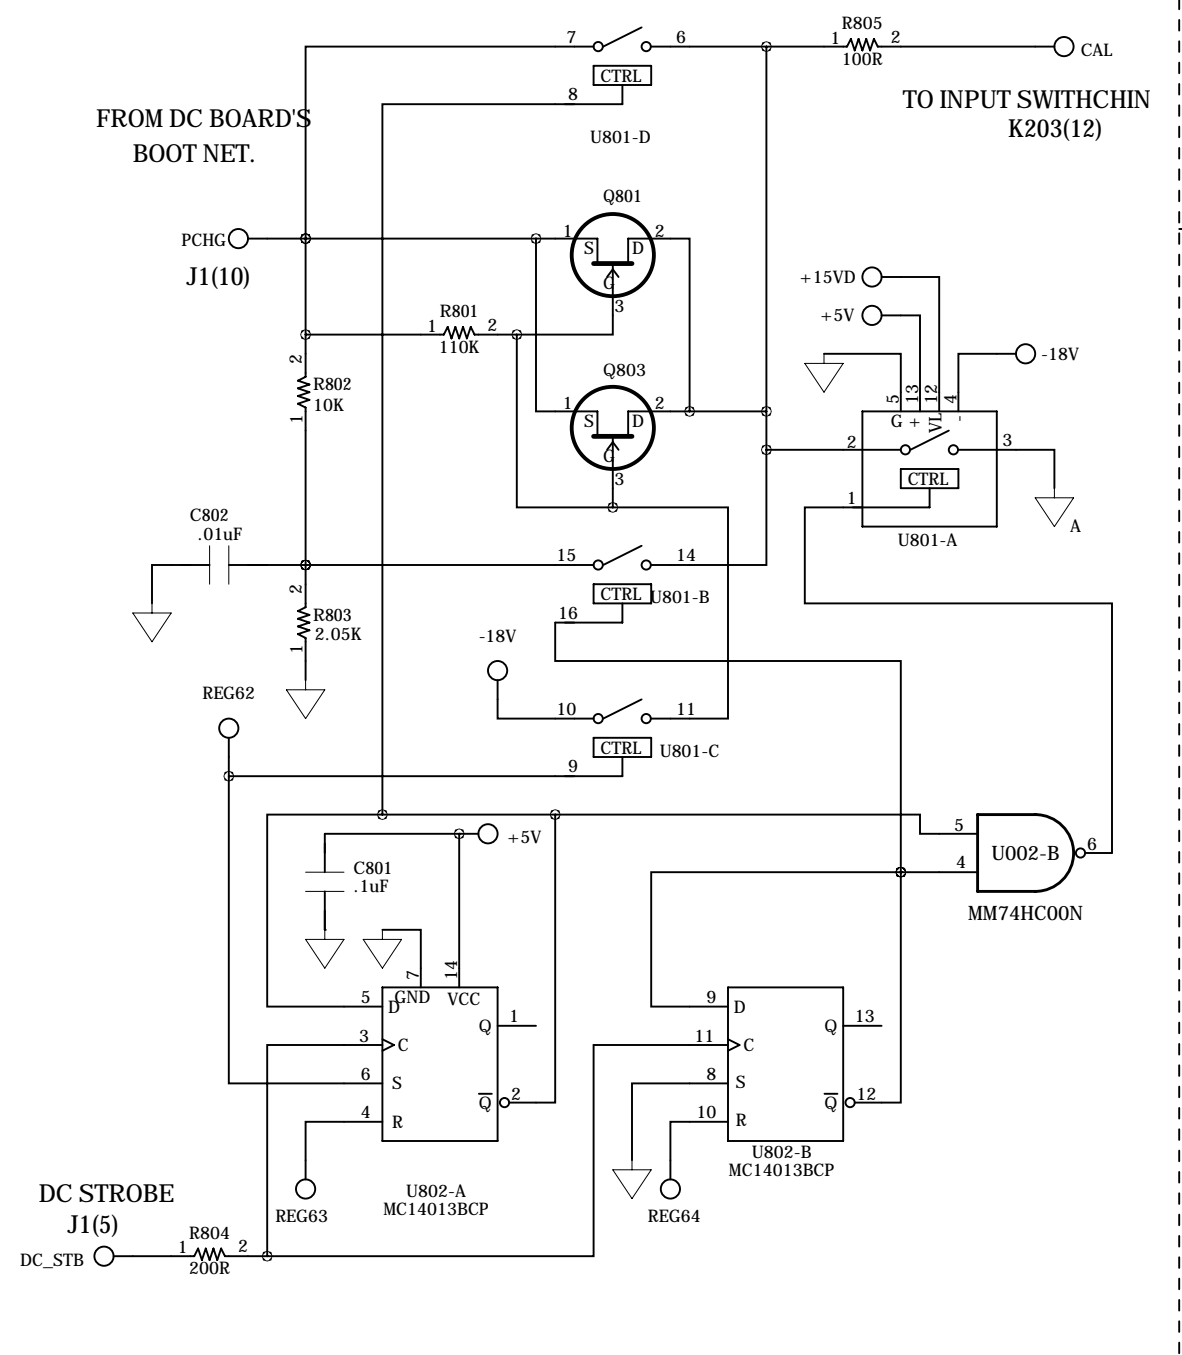 R805
7 6 1 2
100R
CAL
CTRL
8
U801-D
FROM DC BOARD'S
BOOT NET.
TO INPUT SWITHCHIN
K203(12)
Q801
PCHG
1 2
S D
G
3
J1(10)
+15VD
+5V
-18V
R801
1 2
110K
2
R802
10K
1
Q803
1 2
S D
G
3
5 13 12 4
G + VL -
2 3
CTRL
1
U801-A
A
C802
.01uF
15 14
CTRL
U801-B
16
2
R803
2.05K
1
-18V
REG62
10 11
CTRL
U801-C
9
+5V
C801
.1uF
5
4
U002-B
6
MM74HC00N
7 14
GND VCC
5 D
Q 1
3 C
6 S
Q 2
4 R
U802-A
MC14013BCP
REG63
9 D
Q 13
11 C
8 S
Q 12
10 R
U802-B
MC14013BCP
REG64
DC STROBE
J1(5)
DC_STB
R804
1 2
200R